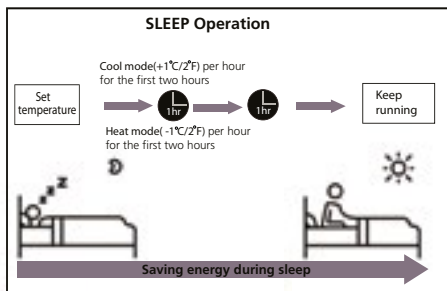 SLEEP Operation
Cool mode(+1°C/2°F) per hour
for the first two hours
Set
temperature
1hr
1hr
Keep
running
Heat mode( -1°C/2°F) per hour
for the first two hours
z z z
Saving energy during sleep